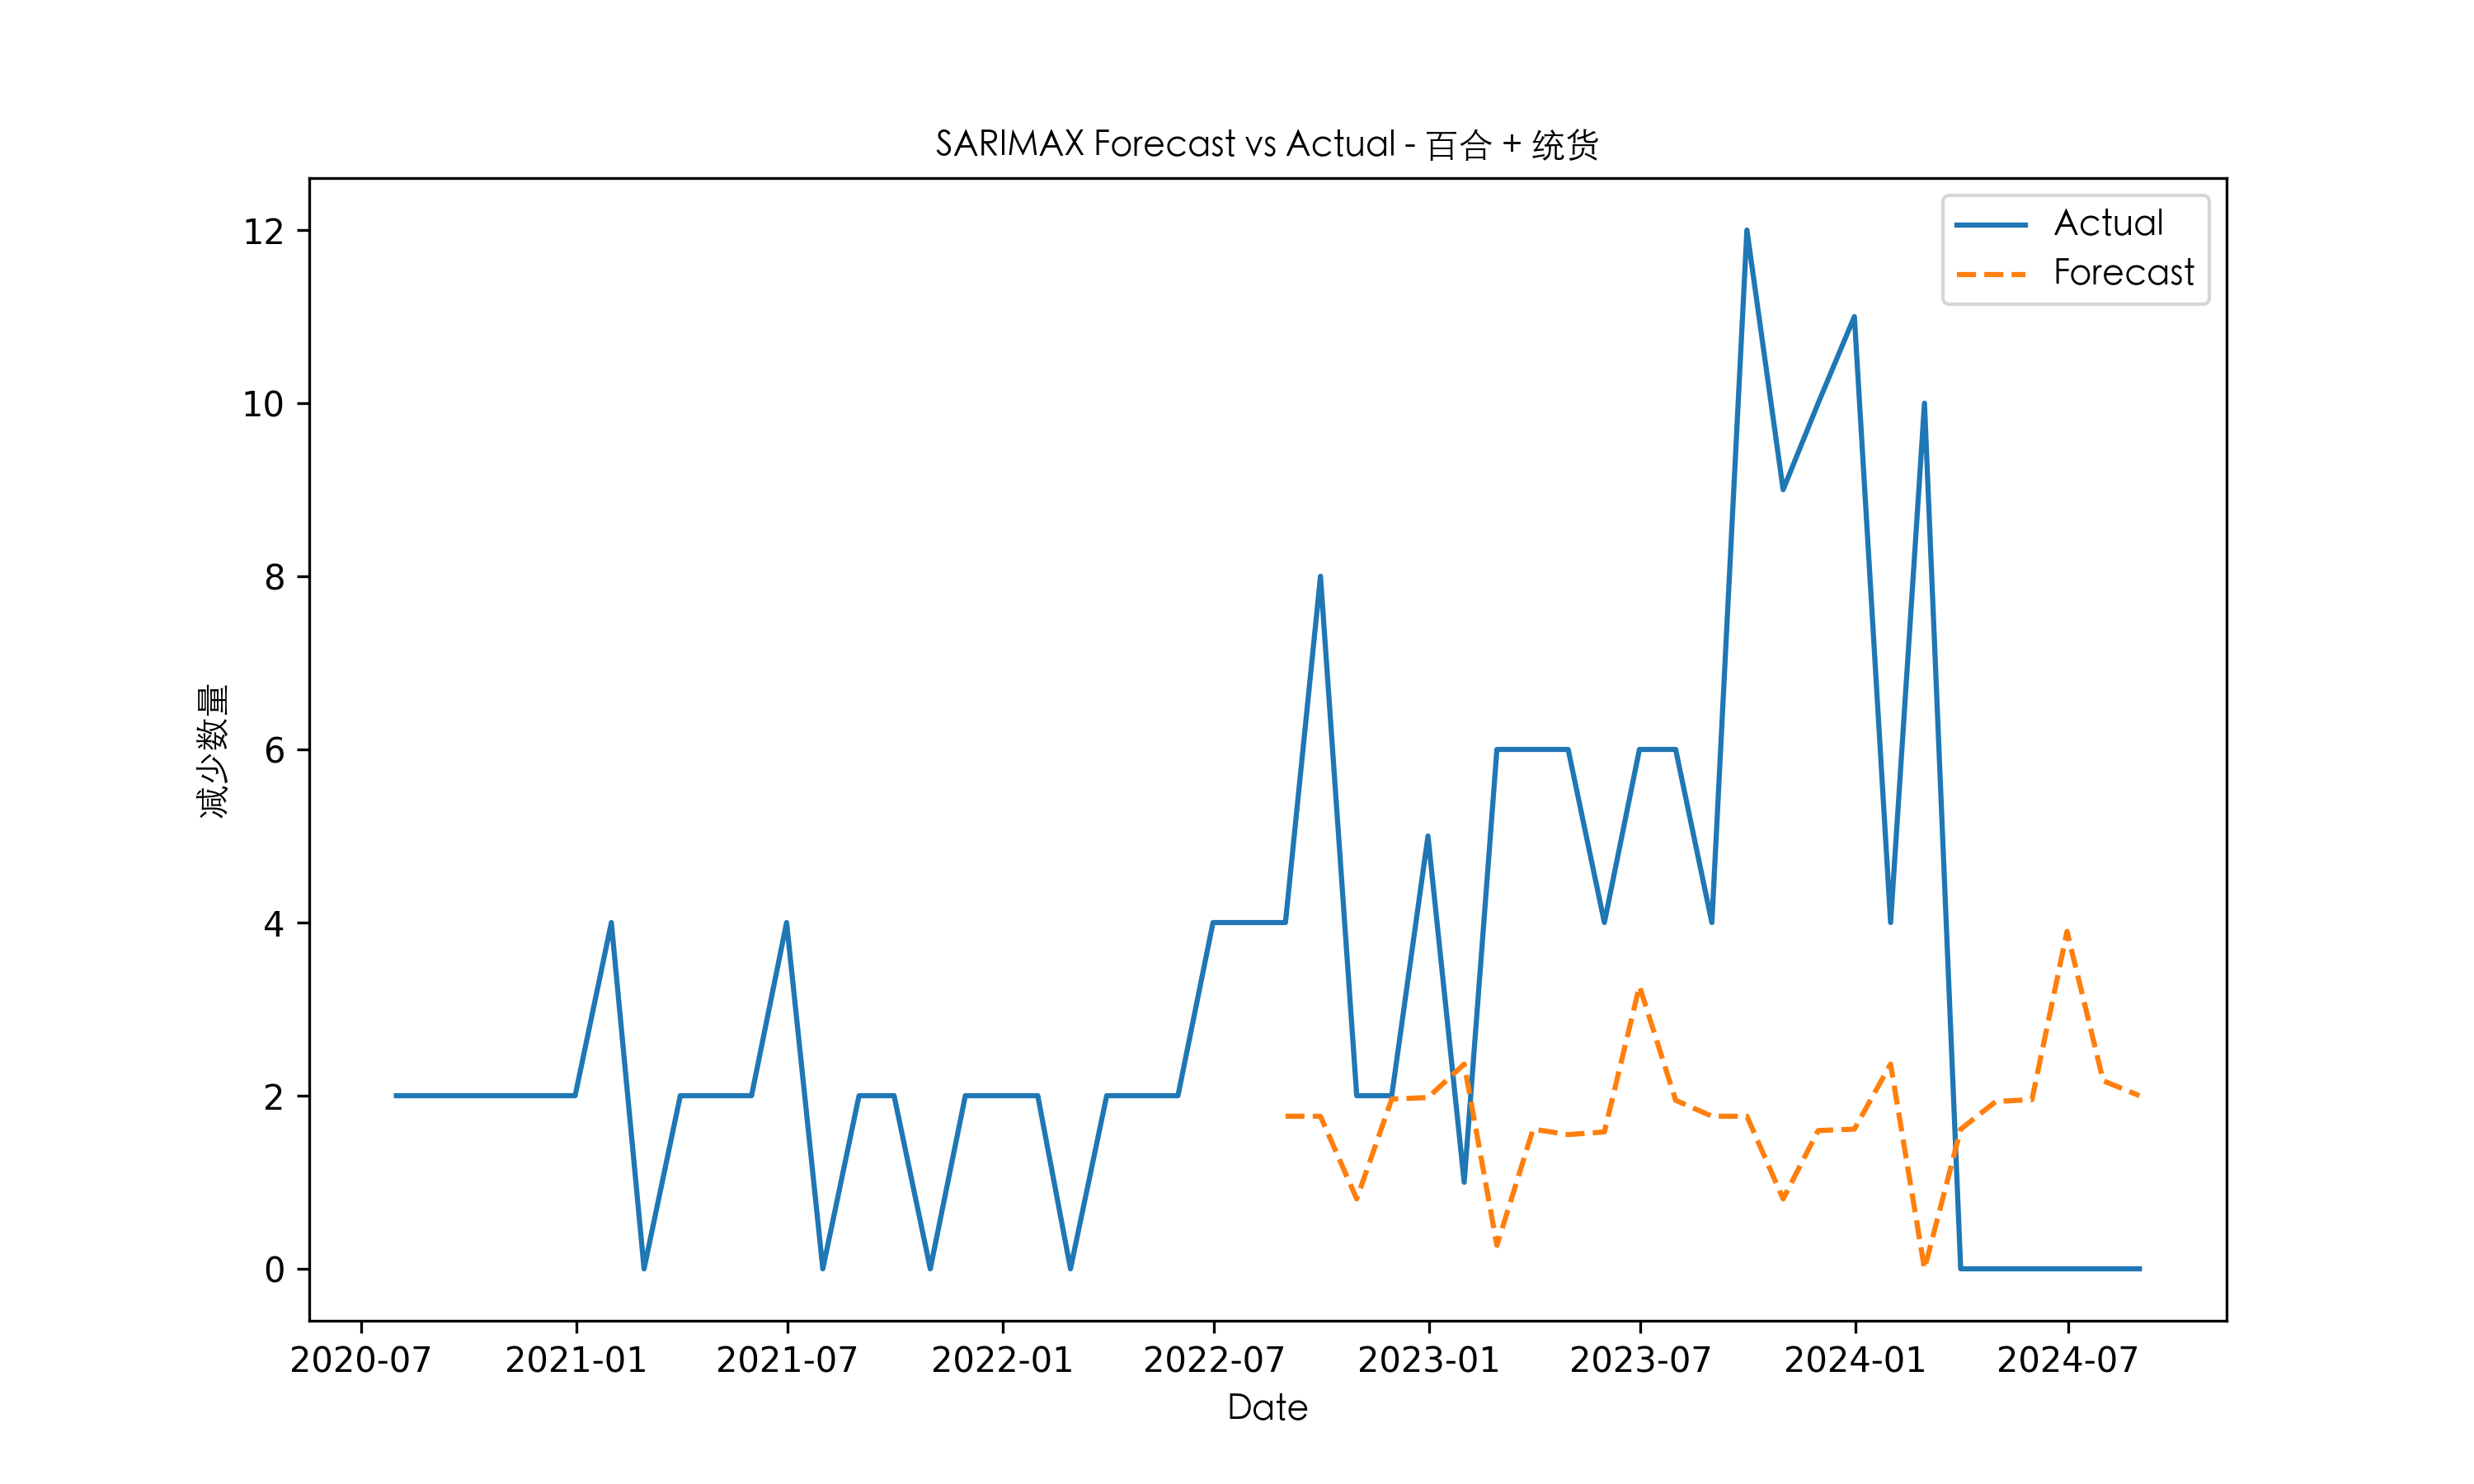 SARIMAX Forecast vs Actual - 百合 + 统货
Actual
Forecast
减少数量
12
10
8
6
4
2
0
2020-07 2021-01 2021-07 2022-01 2022-07 2023-01 2023-07 2024-01 2024-07
Date